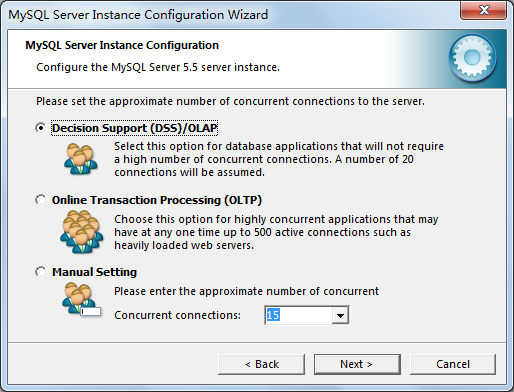 MySQL Server Instance Configuration Wizard
MySQL Server Instance Configuration
Configure the MySQL Server 5.5 server instance.
Please set the approximate number of concurrent connections to the server.
Decision Support (DSS)/OLAP
Select this option for database applications that will not require
a high number of concurrent connections. A number of 20
connections will be assumed.
Online Transaction Processing (OLTP)
Choose this option for highly concurrent applications that may
have at any one time up to 500 active connections such as
heavily loaded web servers.
Manual Setting
Please enter the approximate number of concurrent
Concurrent connections: 15
< Back Next > Cancel